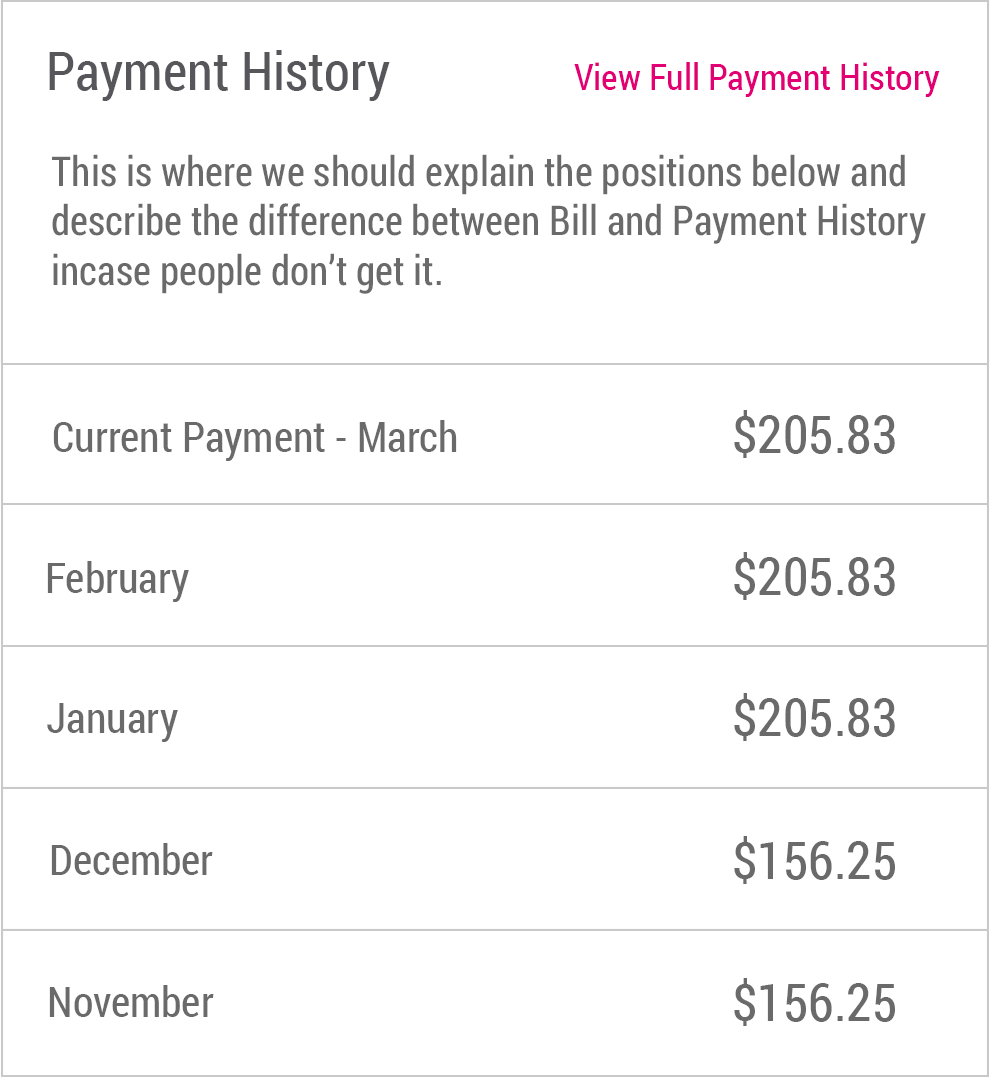 Payment History
View Full Payment History
This is where we should explain the positions below and
describe the difference between Bill and Payment History
incase people don’t get it.
Current Payment - March
$205.83
February
$205.83
January
$205.83
December
$156.25
November
$156.25